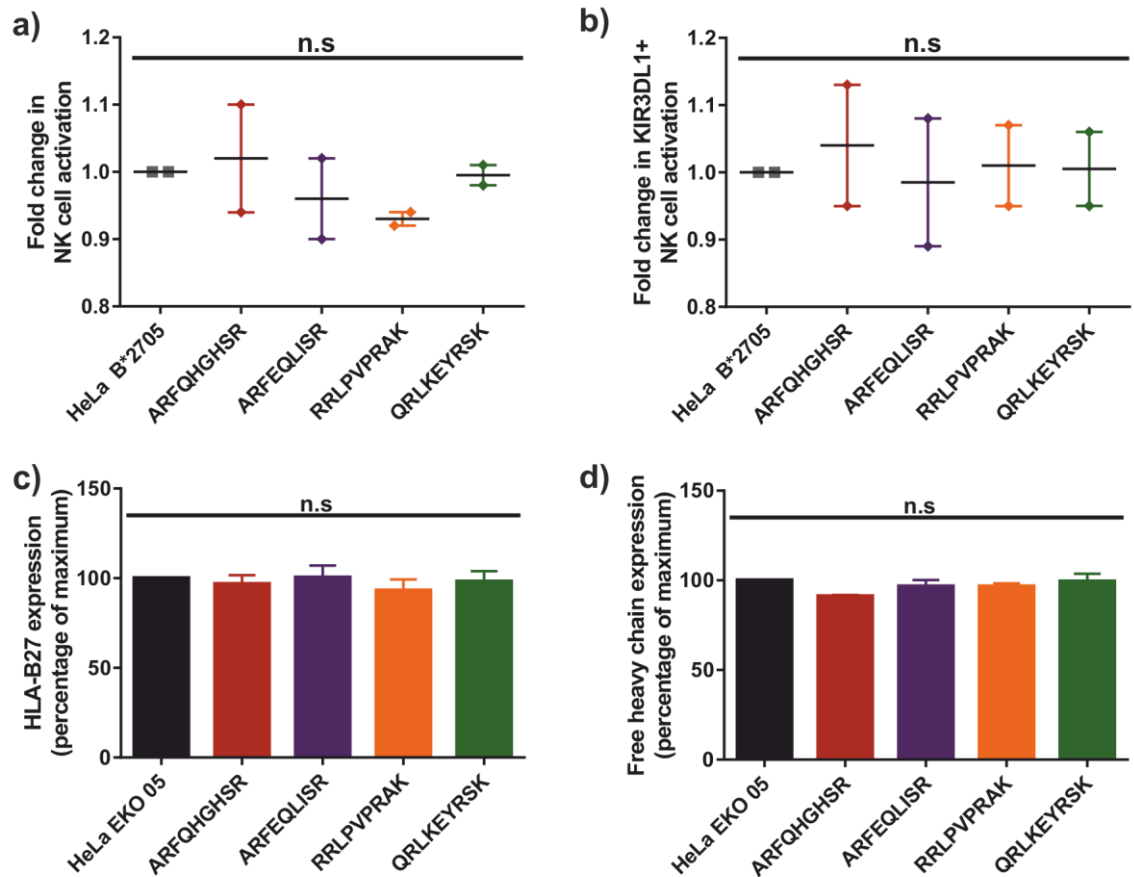 a)
n.s
Fold change in
NK cell activation
1.2
1.1
1.0
0.9
0.8
HeLa B*2705
ARFQHGHSR
ARFEQLISR
RRLPVPRAK
QRLKEYRSK
b)
n.s
Fold change in KIR3DL1+
NK cell activation
1.2
1.1
1.0
0.9
0.8
HeLa B*2705
ARFQHGHSR
ARFEQLISR
RRLPVPRAK
QRLKEYRSK
c)
n.s
HLA-B27 expression
(percentage of maximum)
150
100
50
0
HeLa EKO 05
ARFQHGHSR
ARFEQLISR
RRLPVPRAK
QRLKEYRSK
d)
n.s
Free heavy chain expression
(percentage of maximum)
150
100
50
0
HeLa EKO 05
ARFQHGHSR
ARFEQLISR
RRLPVPRAK
QRLKEYRSK